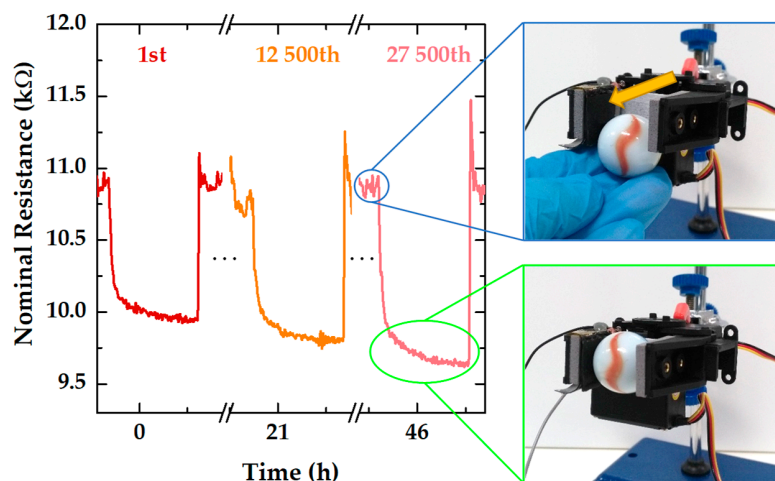 12.0
1st
12 500th
27 500th
11.5
11.0
10.5
...
...
10.0
9.5
Nominal Resistance (kΩ)
0
21
46
Time (h)